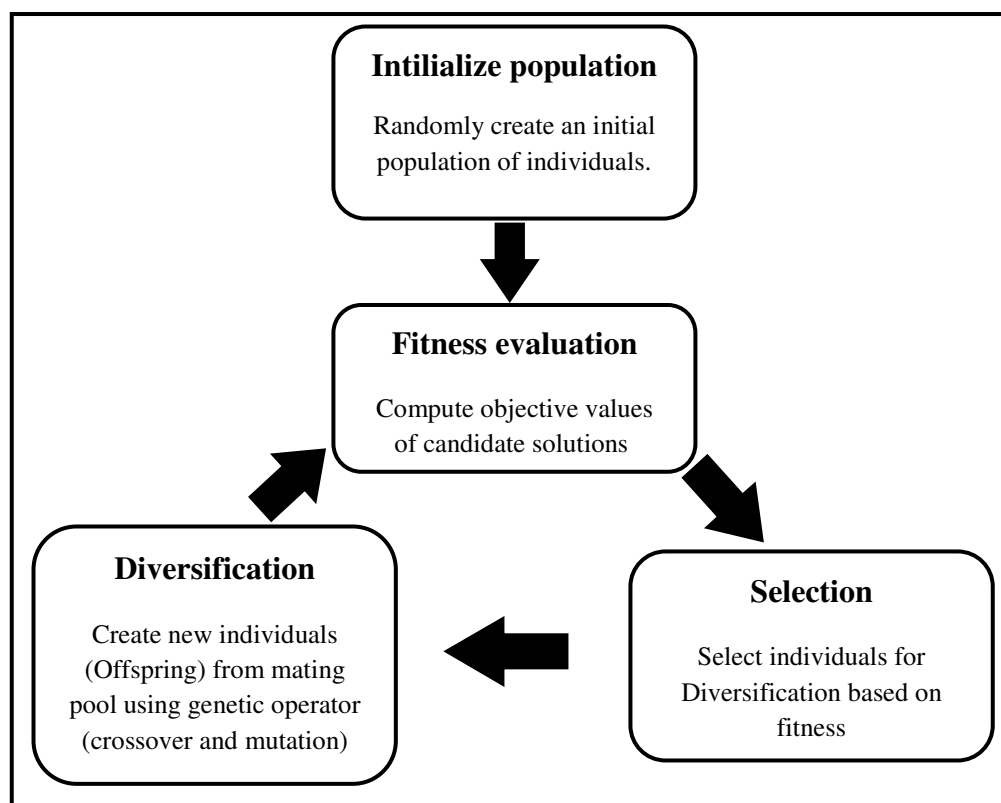 Intilialize population
Randomly create an initial
population of individuals.
Fitness evaluation
Compute objective values
of candidate solutions
Diversification
Create new individuals
(Offspring) from mating
pool using genetic operator
(crossover and mutation)
Selection
Select individuals for
Diversification based on
fitness